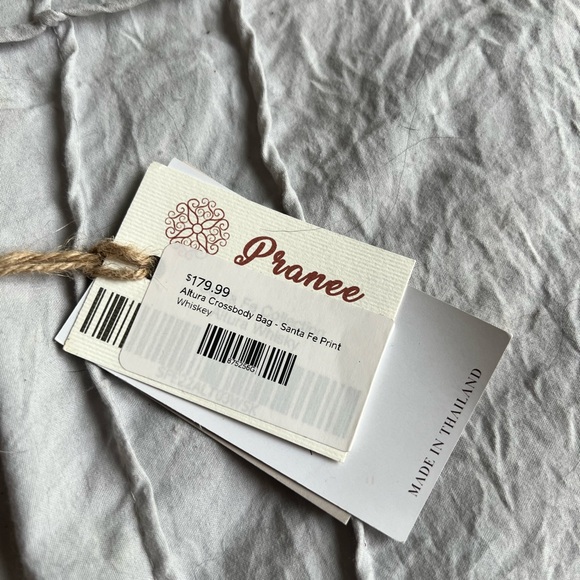 Pranee
$179.99
Altura Crossbody Bag - Santa Fe Print
Whiskey
MADE IN THAILAND